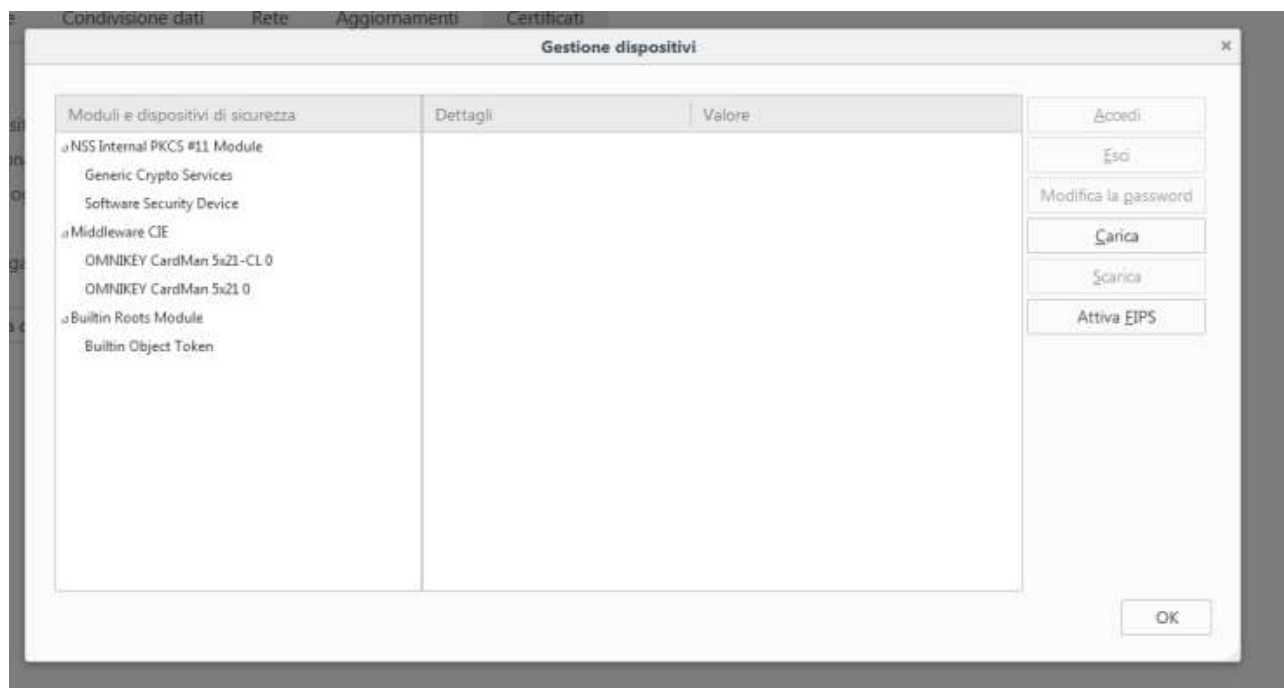 Condivisione dati Rete Aggiornamenti Certificati
Gestione dispositivi
Moduli e dispositivi di sicurezza Dettagli Valore
NSS Internal PKCS #11 Module
Generic Crypto Services
Software Security Device
Middleware CIE
OMNIKEY CardMan 5x21-CL 0
OMNIKEY CardMan 5x21 0
Builtin Roots Module
Builtin Object Token
Accedi
Esci
Modifica la password
Carica
Scarica
Attiva FIPS
OK